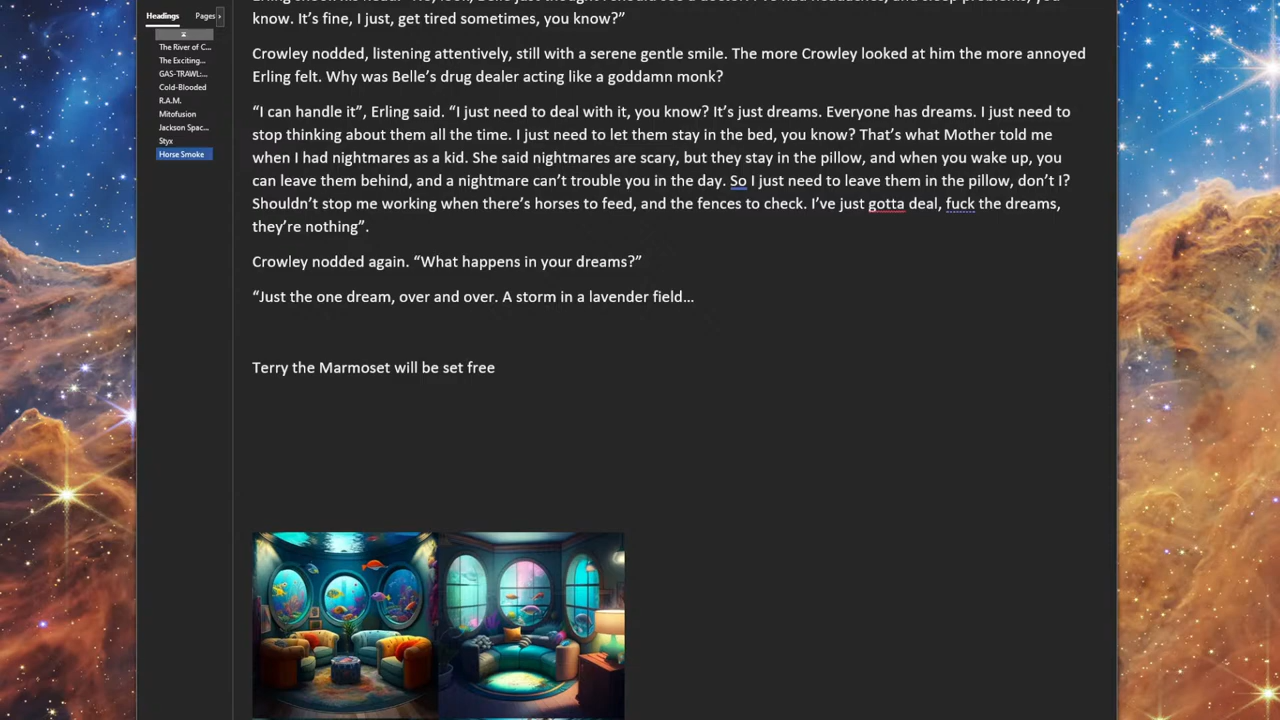 Headings Pages
The River of C...
The Exciting...
GAS-TRAWL:...
Cold-Blooded
R.A.M.
Mitofusion
Jackson Spac...
Styx
Horse Smoke
know. It’s fine, I just, get tired sometimes, you know?”
Crowley nodded, listening attentively, still with a serene gentle smile. The more Crowley looked at him the more annoyed
Erling felt. Why was Belle’s drug dealer acting like a goddamn monk?
“I can handle it”, Erling said. “I just need to deal with it, you know? It’s just dreams. Everyone has dreams. I just need to
stop thinking about them all the time. I just need to let them stay in the bed, you know? That’s what Mother told me
when I had nightmares as a kid. She said nightmares are scary, but they stay in the pillow, and when you wake up, you
can leave them behind, and a nightmare can’t trouble you in the day. So I just need to leave them in the pillow, don’t I?
Shouldn’t stop me working when there’s horses to feed, and the fences to check. I’ve just gotta deal, fuck the dreams,
they’re nothing”.
Crowley nodded again. “What happens in your dreams?”
“Just the one dream, over and over. A storm in a lavender field...
Terry the Marmoset will be set free